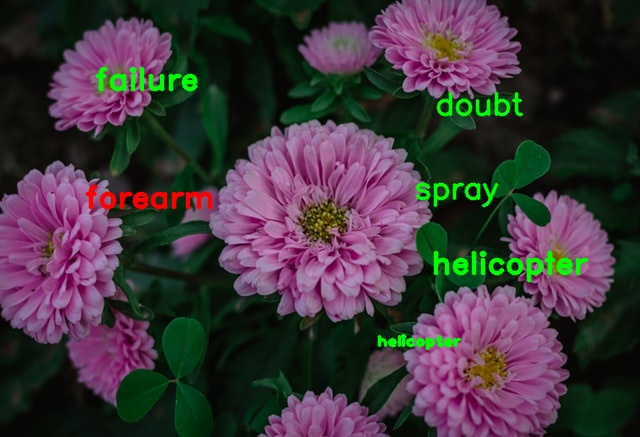 failure
doubt
forearm
spray
helicopter
helicopter